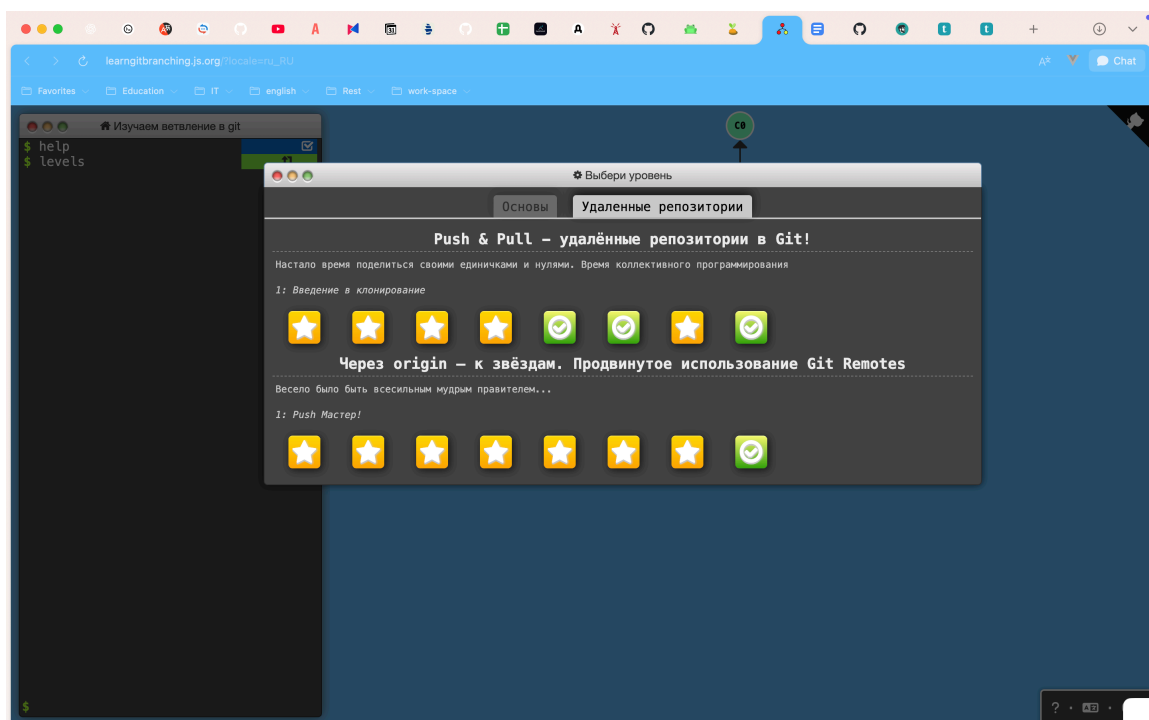 learngitbranching.js.org/?locale=ru_RU
Chat
Favorites
Education
IT
english
Rest
work-space
Изучаем ветвление в git
$ help
$ levels
C0
Выбери уровень
Основы
Удаленные репозитории
Push & Pull – удалённые репозитории в Git!
Настало время поделиться своими единичками и нулями. Время коллективного программирования
1: Введение в клонирование
Через origin – к звёздам. Продвинутое использование Git Remotes
Весело было быть всесильным мудрым правителем...
1: Push Мастер!
$
?